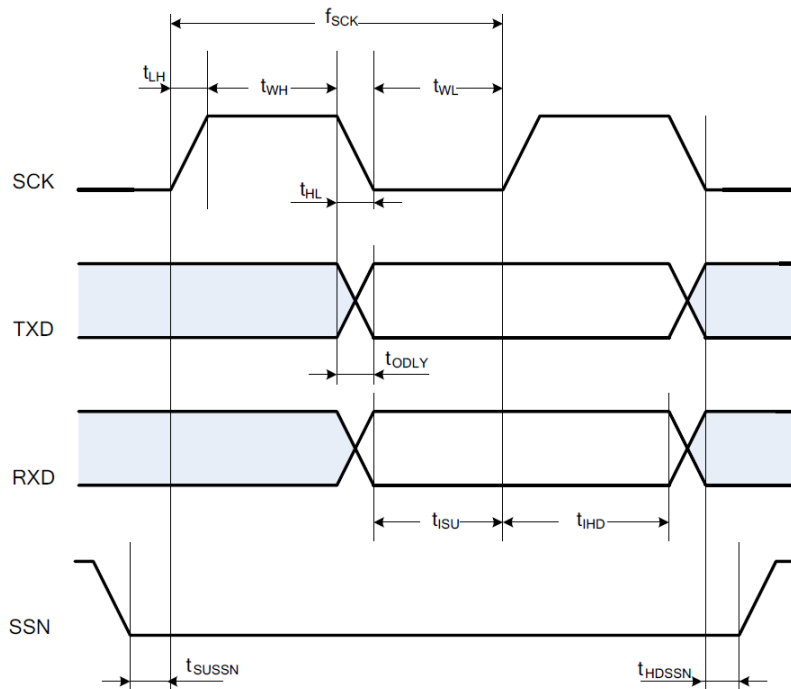 fSCK
tLH
tWH
tWL
SCK
tHL
TXD
tODLY
RXD
tISU
tIHD
SSN
tSUSSN
tHDSSN